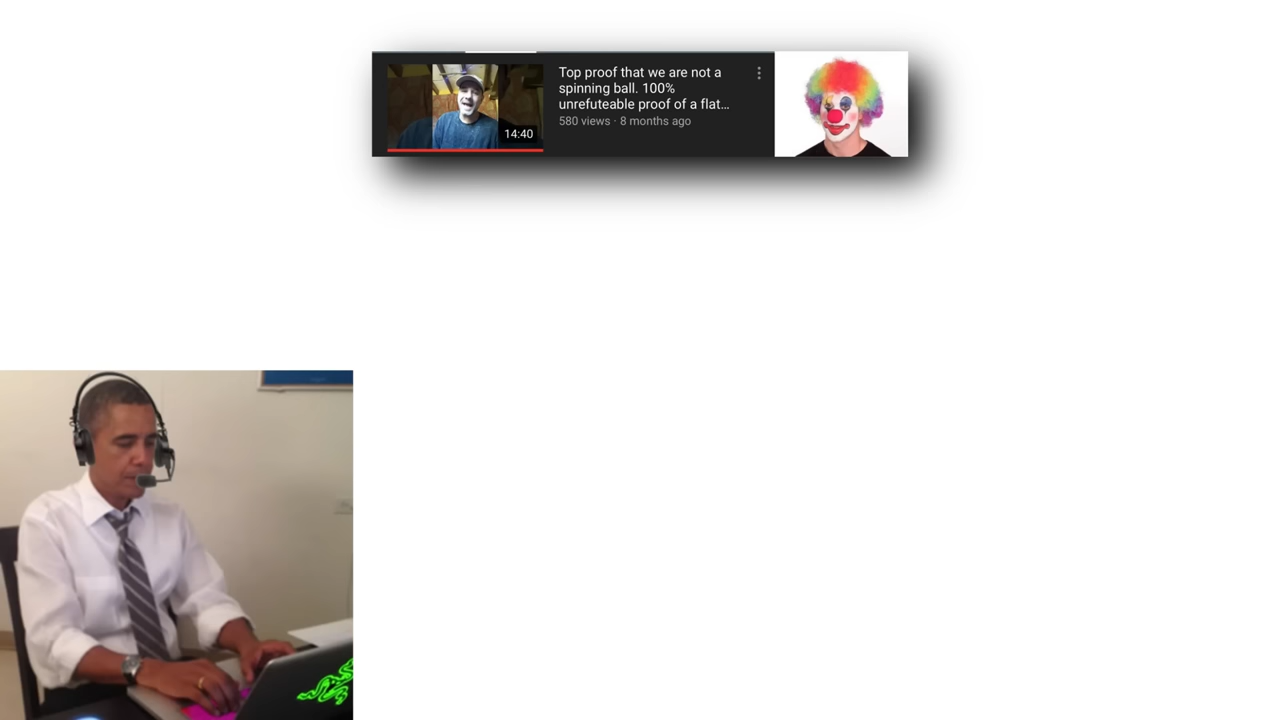 Top proof that we are not a
spinning ball. 100%
unrefuteable proof of a flat…
580 views · 8 months ago
14:40